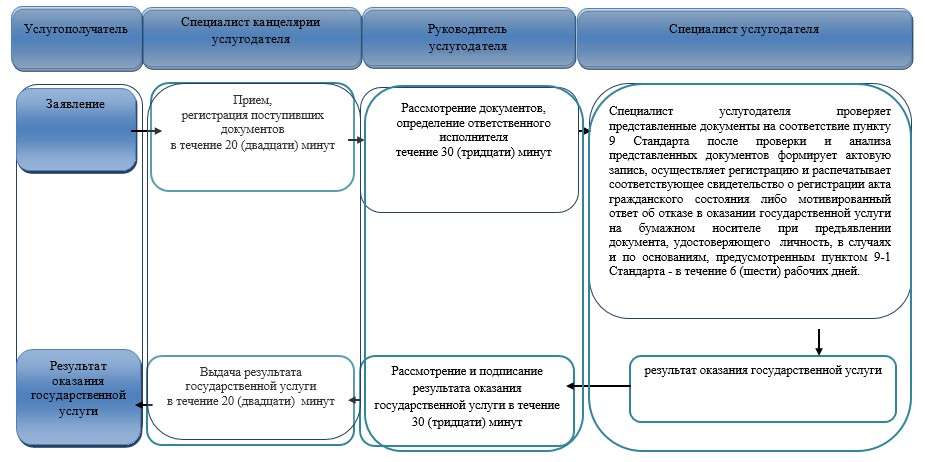 Услугополучатель
Специалист канцелярии
услугодателя
Руководитель
услугодателя
Специалист услугодателя
Заявление
Прием,
регистрация поступивших
документов
в течение 20 (двадцати) минут
Рассмотрение документов,
определение ответственного
исполнителя
течение 30 (тридцати) минут
Специалист услугодателя проверяет
представленные документы на соответствие пункту
9 Стандарта после проверки и анализа
представленных документов формирует актовую
запись, осуществляет регистрацию и распечатывает
соответствующее свидетельство о регистрации акта
гражданского состояния либо мотивированный
ответ об отказе в оказании государственной услуги
на бумажном носителе при предъявлении
документа, удостоверяющего личность, в случаях
и по основаниям, предусмотренным пунктом 9-1
Стандарта - в течение 6 (шести) рабочих дней.
Результат
оказания
государственной
услуги
Выдача результата
государственной услуги
в течение 20 (двадцати) минут
Рассмотрение и подписание
результата оказания
государственной услуги в течение
30 (тридцати) минут
результат оказания государственной услуги